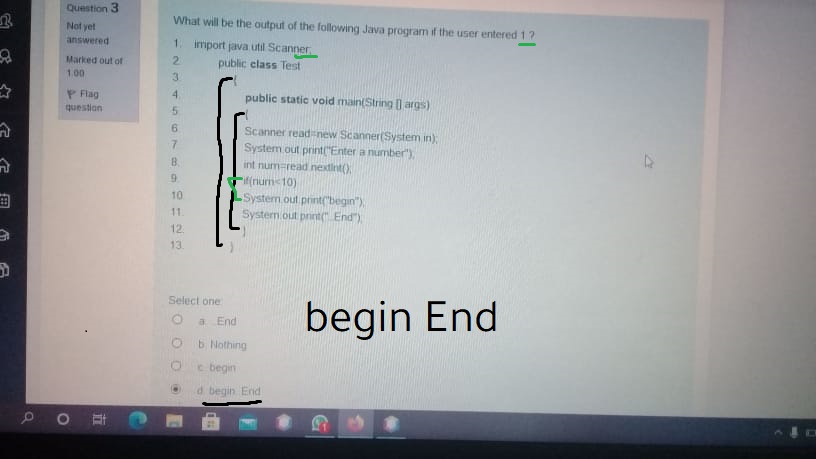 Question 3
Not yet
answered
Marked out of
1.00
Flag
question
What will be the output of the following Java program if the user entered 1 ?
1. import java.util.Scanner;
2. public class Test
3. {
4. public static void main(String [] args)
5. {
6. Scanner read=new Scanner(System.in);
7. System.out.print("Enter a number");
8. int num=read.nextInt();
9. if(num<10)
10. System.out.print("begin");
11. System.out.print("..End");
12. }
13. }
Select one:
a. ..End
b. Nothing
c. begin
d. begin..End
begin End
1